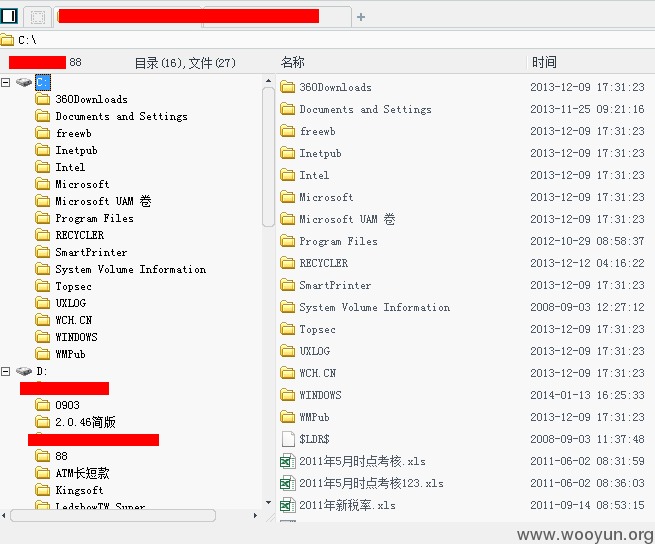 C:\
88 目录(16),文件(27) 名称 时间
C:
360Downloads
Documents and Settings
freewb
Inetpub
Intel
Microsoft
Microsoft UAM 卷
Program Files
RECYCLER
SmartPrinter
System Volume Information
Topsec
UXLOG
WCH.CN
WINDOWS
WMPub
D:
0903
2.0.46简版
88
ATM长短款
Kingsoft
LedshowTW Super
360Downloads 2013-12-09 17:31:23
Documents and Settings 2013-11-25 09:21:16
freewb 2013-12-09 17:31:23
Inetpub 2013-12-09 17:31:23
Intel 2013-12-09 17:31:23
Microsoft 2013-12-09 17:31:23
Microsoft UAM 卷 2013-12-09 17:31:23
Program Files 2012-10-29 08:58:37
RECYCLER 2013-12-12 04:16:22
SmartPrinter 2013-12-09 17:31:23
System Volume Information 2008-09-03 12:27:12
Topsec 2013-12-09 17:31:23
UXLOG 2013-12-09 17:31:23
WCH.CN 2013-12-09 17:31:23
WINDOWS 2014-01-13 16:25:33
WMPub 2013-12-09 17:31:23
$LDR$ 2008-09-03 11:37:48
2011年5月时点考核.xls 2011-06-02 08:31:59
2011年5月时点考核123.xls 2011-06-02 08:36:03
2011年新税率.xls 2011-09-14 08:53:15
www.wooyun.org